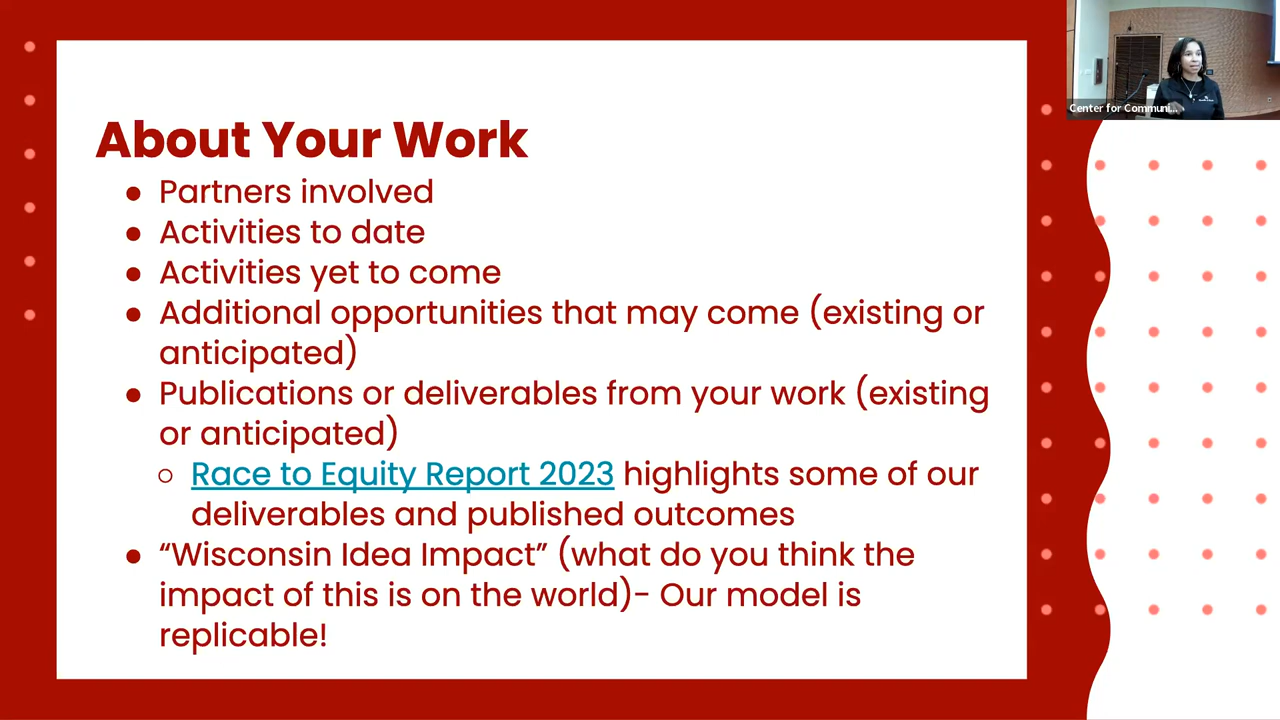 Center for Communi...
About Your Work
● Partners involved
● Activities to date
● Activities yet to come
● Additional opportunities that may come (existing or
anticipated)
● Publications or deliverables from your work (existing
or anticipated)
○ Race to Equity Report 2023 highlights some of our
deliverables and published outcomes
● “Wisconsin Idea Impact” (what do you think the
impact of this is on the world)- Our model is
replicable!